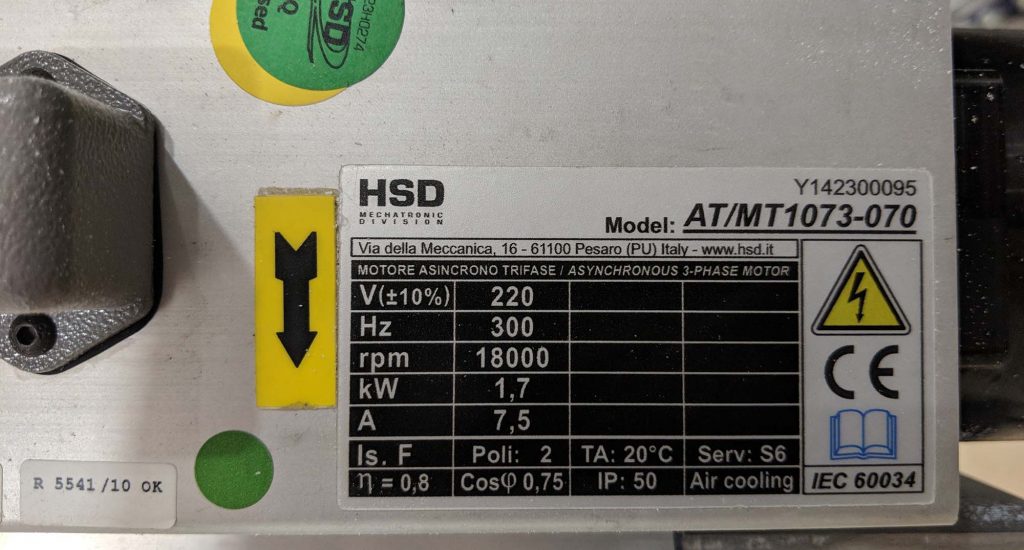 23H0274
HSD
Q
sed
HSD
MECHATRONIC
DIVISION
Y142300095
Model: AT/MT1073-070
Via della Meccanica, 16 - 61100 Pesaro (PU) Italy - www.hsd.it
MOTORE ASINCRONO TRIFASE / ASYNCHRONOUS 3-PHASE MOTOR
V(±10%) 220
Hz 300
rpm 18000
kW 1,7
A 7,5
Is. F Poli: 2 TA: 20°C Serv: S6
η = 0,8 Cosφ 0,75 IP: 50 Air cooling
CE
IEC 60034
R 5541 /10 OK